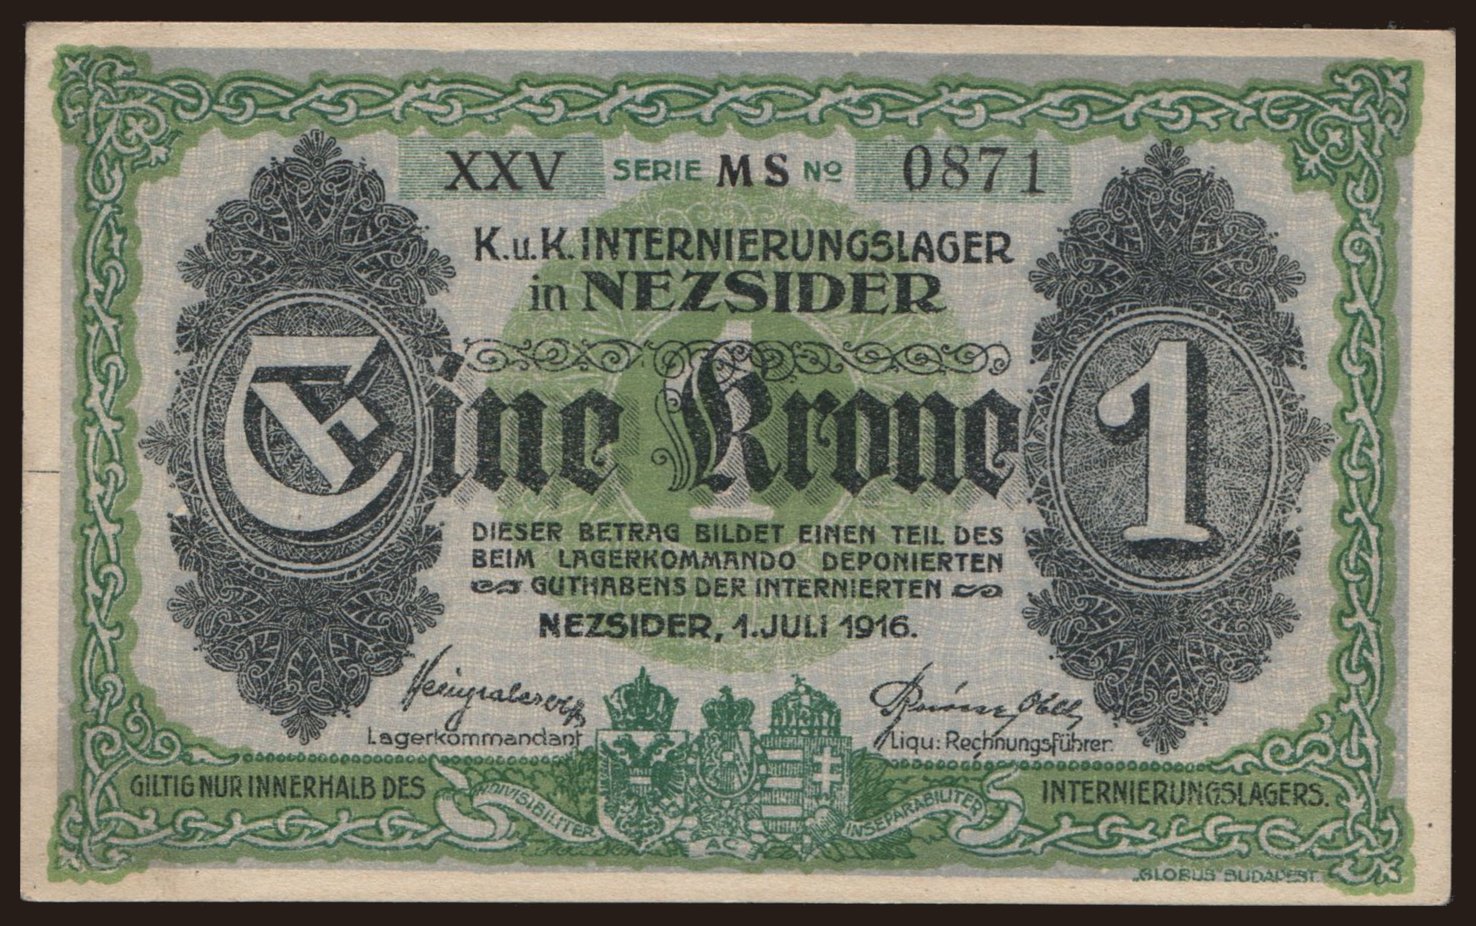 XXV SERIE MS No 0871
K.u.K. INTERNIERUNGSLAGER
in NEZSIDER
Eine Krone
1
1
DIESER BETRAG BILDET EINEN TEIL DES
BEIM LAGERKOMMANDO DEPONIERTEN
GUTHABENS DER INTERNIERTEN
NEZSIDER, 1. JULI 1916.
Lagerkommandant
Liqu: Rechnungsführer
GILTIG NUR INNERHALB DES INTERNIERUNGSLAGERS.
INDIVISIBILITER AC INSEPARABILITER
„GLOBUS" BUDAPEST.